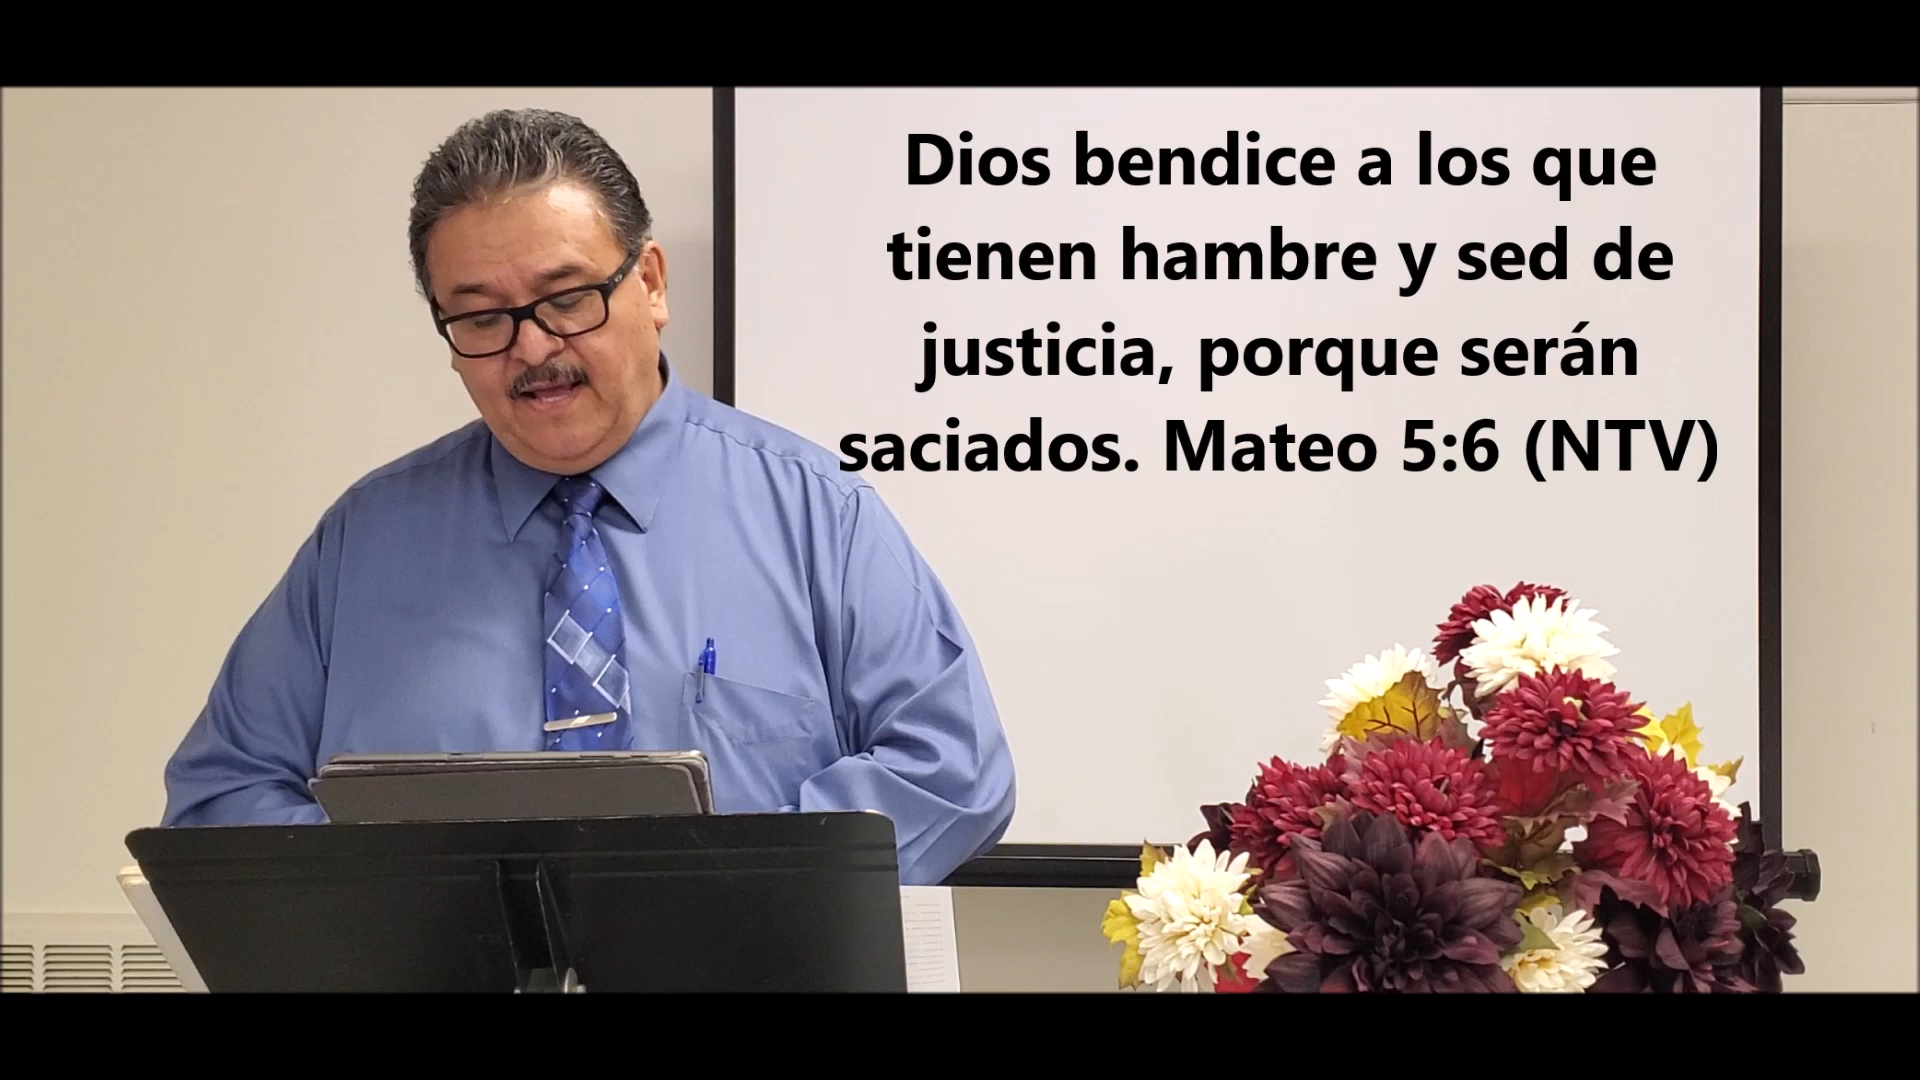 Dios bendice a los que
tienen hambre y sed de
justicia, porque serán
saciados. Mateo 5:6 (NTV)